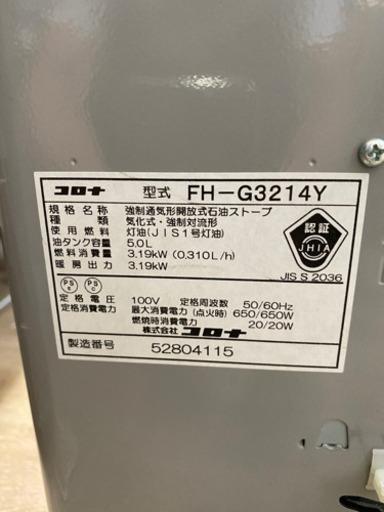 コロナ 型式 FH-G3214Y
規格名称 強制通気形開放式石油ストーブ
種類 気化式・強制対流形
使用燃料 灯油(JIS1号灯油)
油タンク容量 5.0L
燃料消費量 3.19kW(0.310L/h)
暖房出力 3.19kW
認証
JHIA
JIS S 2036
PS E PS C
定格電圧 100V 定格周波数 50/60Hz
定格消費電力 最大消費電力(点火時) 650/650W
燃焼時消費電力 20/20W
株式会社コロナ
製造番号 52804115